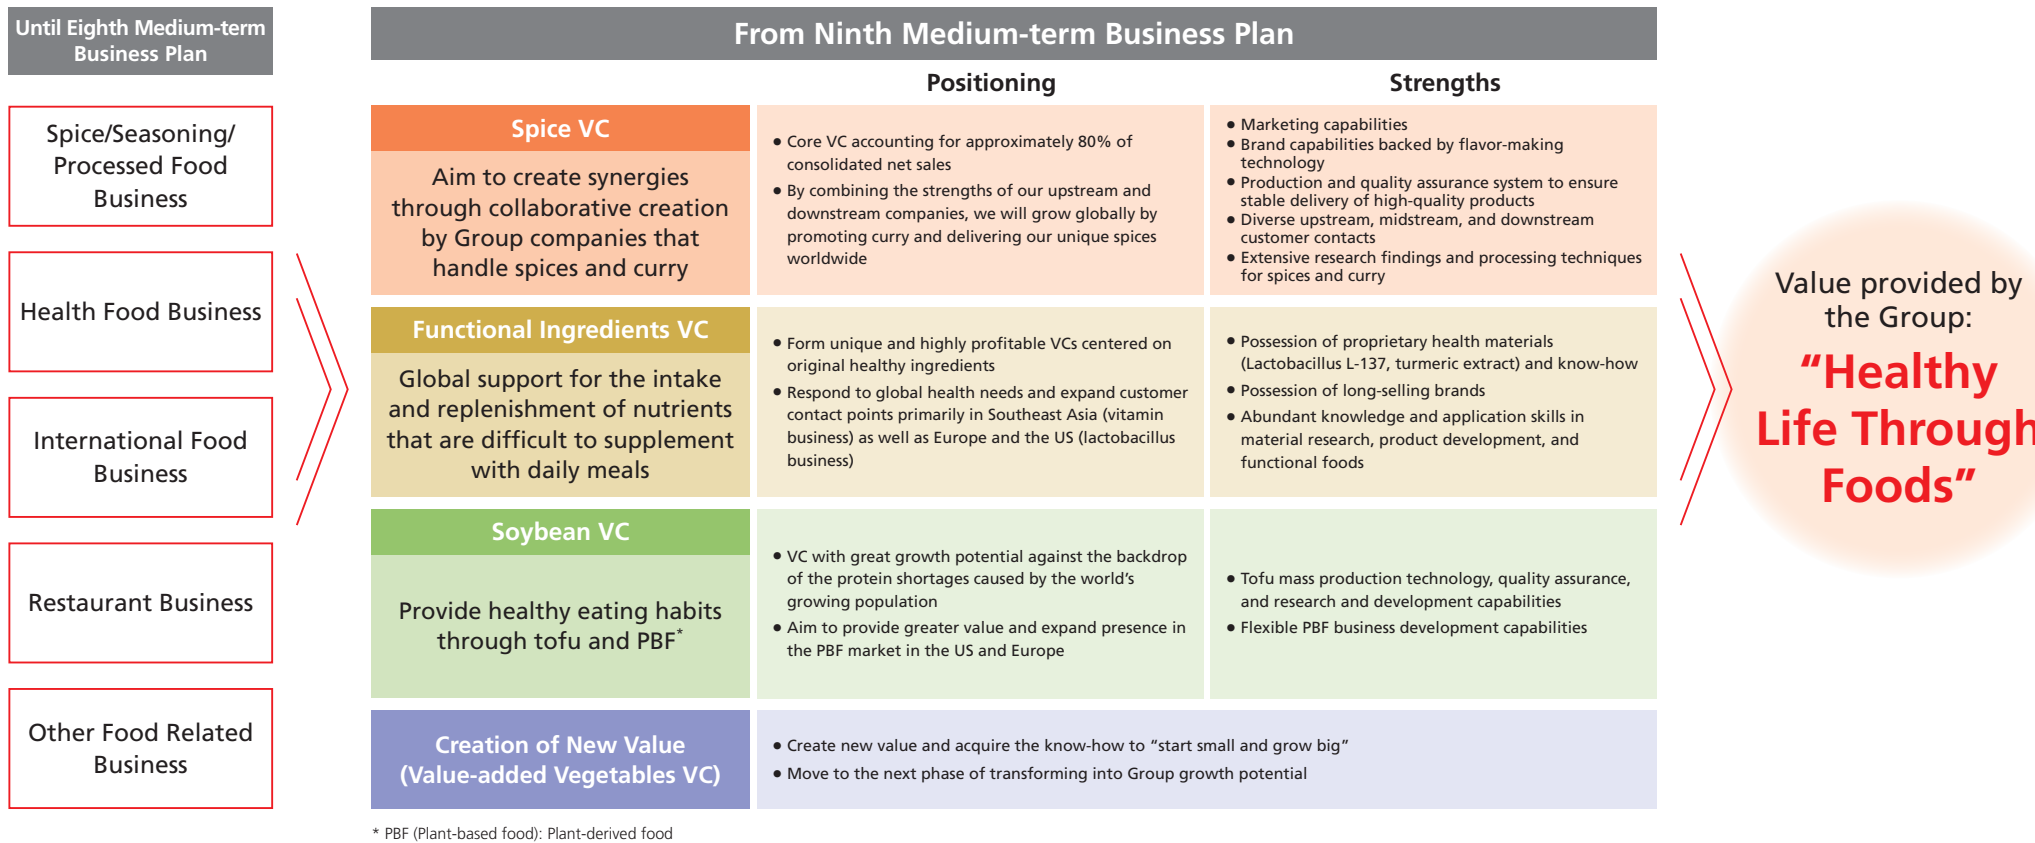 Until Eighth Medium-term
Business Plan
Spice/Seasoning/
Processed Food
Business
Health Food Business
International Food
Business
Restaurant Business
Other Food Related
Business
From Ninth Medium-term Business Plan
Positioning
Strengths
Spice VC
Aim to create synergies
through collaborative creation
by Group companies that
handle spices and curry
● Core VC accounting for approximately 80% of
consolidated net sales
● By combining the strengths of our upstream and
downstream companies, we will grow globally by
promoting curry and delivering our unique spices
worldwide
● Marketing capabilities
● Brand capabilities backed by flavor-making
technology
● Production and quality assurance system to ensure
stable delivery of high-quality products
● Diverse upstream, midstream, and downstream
customer contacts
● Extensive research findings and processing techniques
for spices and curry
Functional Ingredients VC
Global support for the intake
and replenishment of nutrients
that are difficult to supplement
with daily meals
● Form unique and highly profitable VCs centered on
original healthy ingredients
● Respond to global health needs and expand customer
contact points primarily in Southeast Asia (vitamin
business) as well as Europe and the US (lactobacillus
business)
● Possession of proprietary health materials
(Lactobacillus L-137, turmeric extract) and know-how
● Possession of long-selling brands
● Abundant knowledge and application skills in
material research, product development, and
functional foods
Soybean VC
Provide healthy eating habits
through tofu and PBF*
● VC with great growth potential against the backdrop
of the protein shortages caused by the world's
growing population
● Aim to provide greater value and expand presence in
the PBF market in the US and Europe
● Tofu mass production technology, quality assurance,
and research and development capabilities
● Flexible PBF business development capabilities
Creation of New Value
(Value-added Vegetables VC)
● Create new value and acquire the know-how to “start small and grow big”
● Move to the next phase of transforming into Group growth potential
* PBF (Plant-based food): Plant-derived food
Value provided by
the Group:
“Healthy
Life Through
Foods”